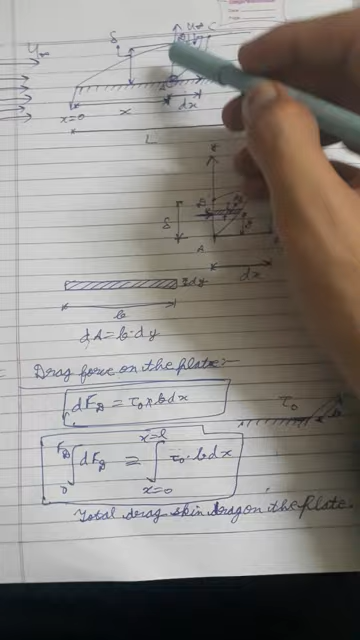 U∞
δ
U∞ C
x=0
x
dx
L
D
δ
A
dx
dy
b
dA = b·dy
Drag force on the plate:-
dF_D = τ₀ × b dx
∫₀^{F_D} dF_D = ∫_{x=0}^{x=l} τ₀ · b dx
τ₀
Total drag skin drag on the plate.